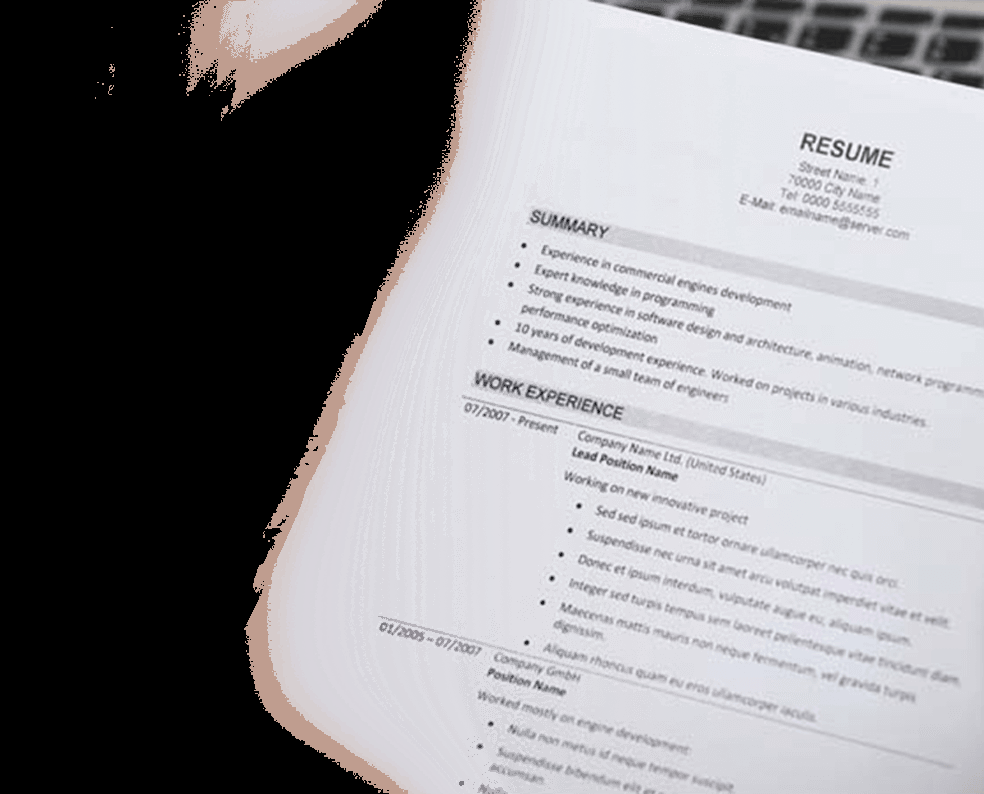 RESUME
Street Name. 1
70000 City Name
Tel: 0000 5555555
E-Mail: emailname@server.com
SUMMARY
• Experience in commercial engines development
• Expert knowledge in programming
• Strong experience in software design and architecture, animation, network programm
performance optimization
• 10 years of development experience. Worked on projects in various industries.
• Management of a small team of engineers
WORK EXPERIENCE
07/2007 - Present
Company Name Ltd. (United States)
Lead Position Name
Working on new innovative project
• Sed sed ipsum et tortor ornare ullamcorper nec quis orci.
• Suspendisse nec urna sit amet arcu volutpat imperdiet vitae et velit.
• Donec et ipsum interdum, vulputate augue eu, aliquam ipsum.
• Integer sed turpis tempus sem laoreet pellentesque vitae tincidunt diam.
• Maecenas mattis mauris non neque fermentum, vel gravida turpis
dignissim.
• Aliquam rhoncus quam eu eros ullamcorper iaculis.
01/2005 – 07/2007
Company GmbH
Position Name
Worked mostly on engine development:
• Nulla non metus id neque tempor suscipit.
• Suspendisse bibendum elit et
accumsan.